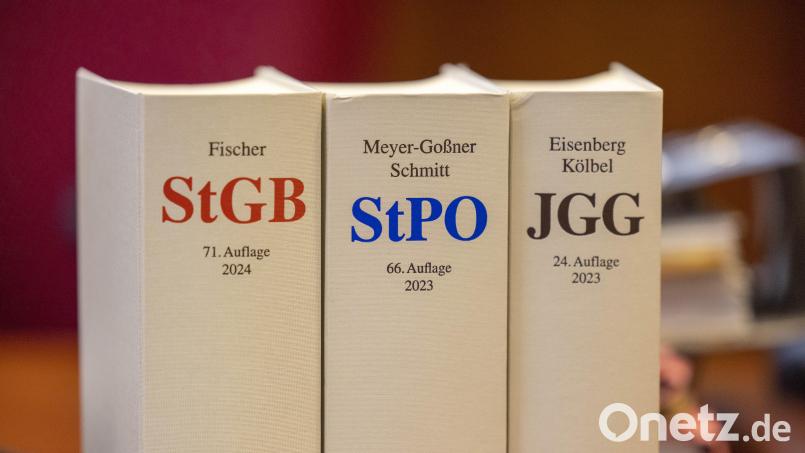 Fischer
StGB
71. Auflage
2024
Meyer-Goßner
Schmitt
StPO
66. Auflage
2023
Eisenberg
Kölbel
JGG
24. Auflage
2023
Onetz.de